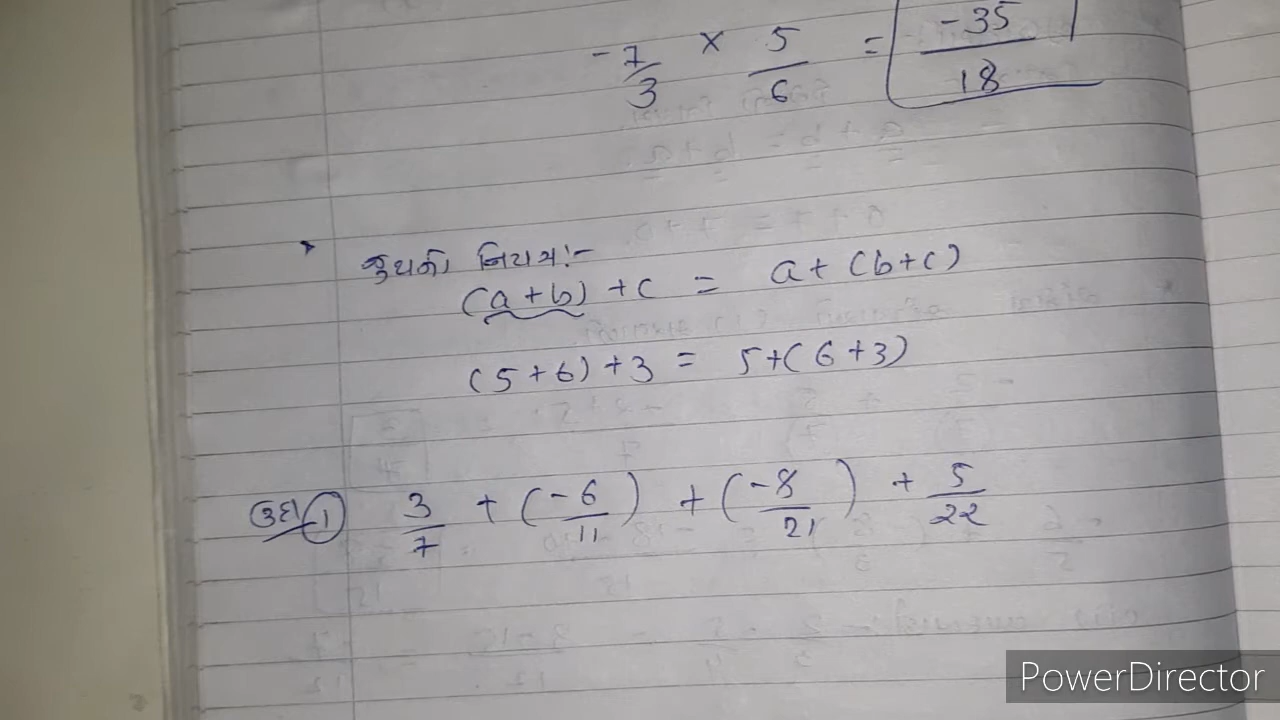 -7/3 × 5/6 = -35/18
જુથનો નિયમ:-
(a+b)+c = a+(b+c)
(5+6)+3 = 5+(6+3)
ઉદા ① 3/7 + (-6/11) + (-8/21) + 5/22
PowerDirector